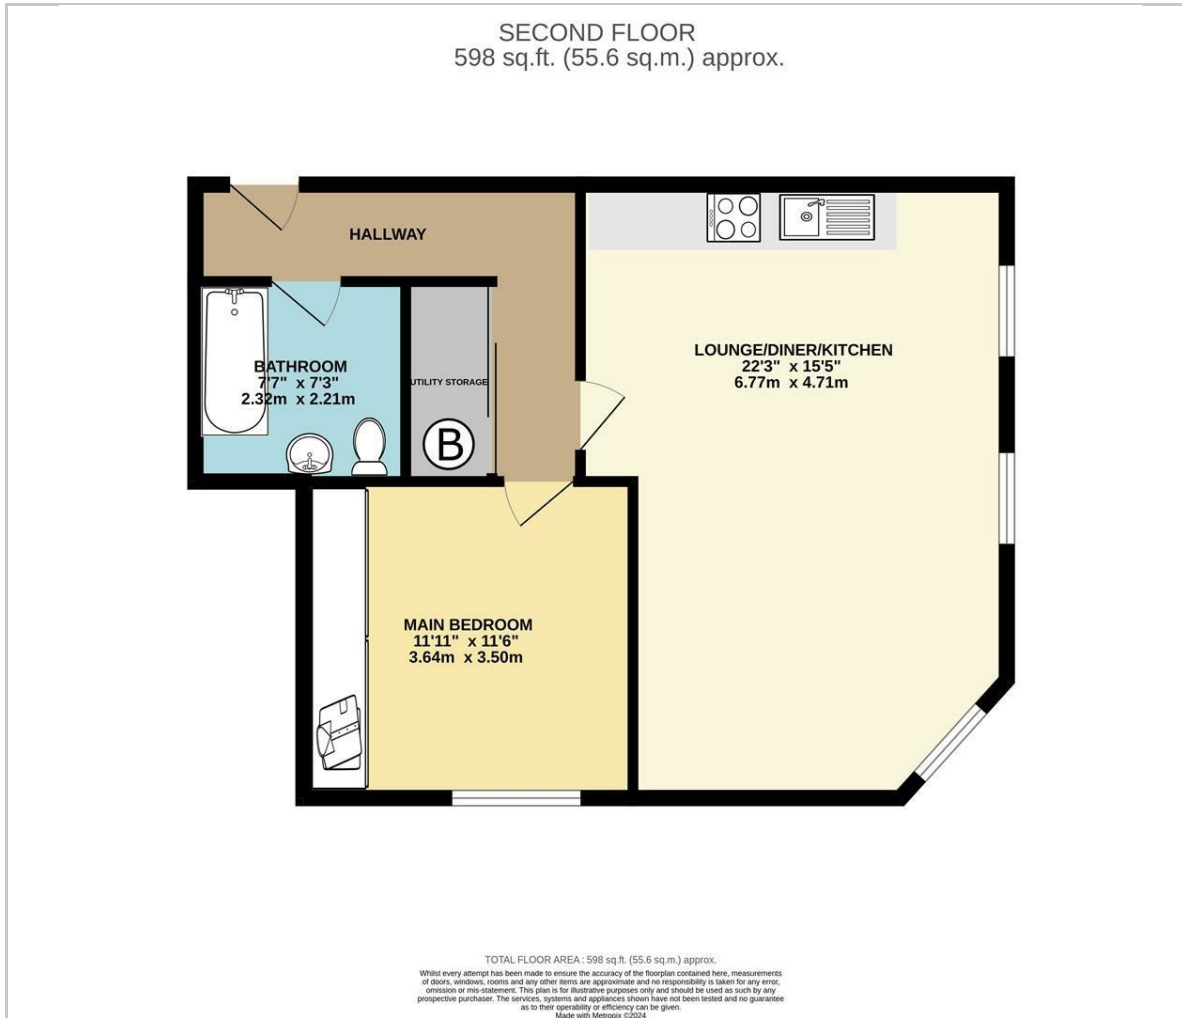 SECOND FLOOR
598 sq.ft. (55.6 sq.m.) approx.
HALLWAY
LOUNGE/DINER/KITCHEN
22'3" x 15'5"
6.77m x 4.71m
BATHROOM
7'7" x 7'3"
2.32m x 2.21m
UTILITY STORAGE
B
MAIN BEDROOM
11'11" x 11'6"
3.64m x 3.50m
TOTAL FLOOR AREA : 598 sq.ft. (55.6 sq.m.) approx.
Whilst every attempt has been made to ensure the accuracy of the floorplan contained here, measurements
of doors, windows, rooms and any other items are approximate and no responsibility is taken for any error,
omission or mis-statement. This plan is for illustrative purposes only and should be used as such by any
prospective purchaser. The services, systems and appliances shown have not been tested and no guarantee
as to their operability or efficiency can be given.
Made with Metropix ©2024